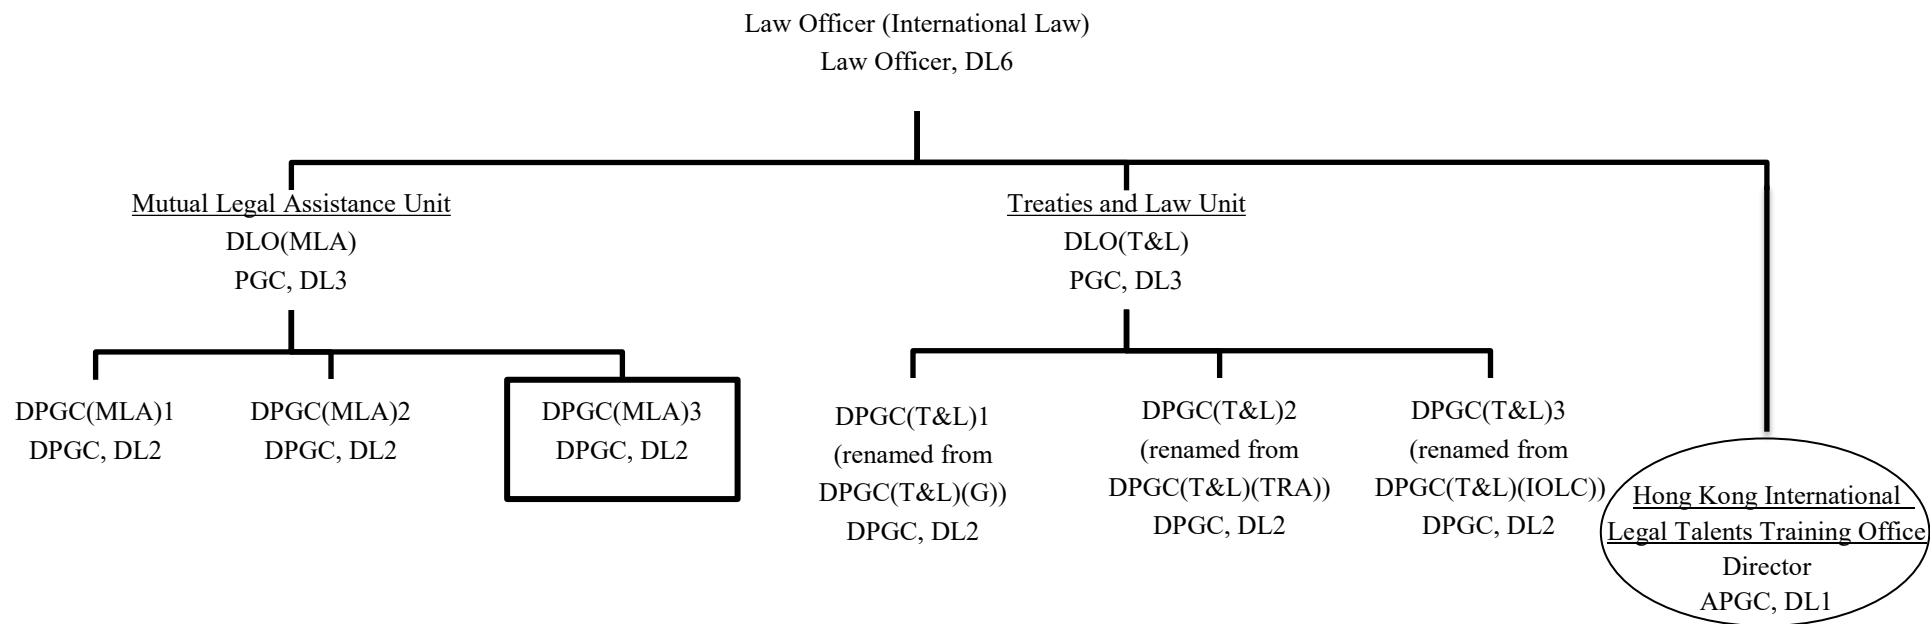 Law Officer (International Law)
Law Officer, DL6
Mutual Legal Assistance Unit
DLO(MLA)
PGC, DL3
Treaties and Law Unit
DLO(T&L)
PGC, DL3
DPGC(MLA)1
DPGC, DL2
DPGC(MLA)2
DPGC, DL2
DPGC(MLA)3
DPGC, DL2
DPGC(T&L)1
(renamed from
DPGC(T&L)(G))
DPGC, DL2
DPGC(T&L)2
(renamed from
DPGC(T&L)(TRA))
DPGC, DL2
DPGC(T&L)3
(renamed from
DPGC(T&L)(IOLC))
DPGC, DL2
Hong Kong International
Legal Talents Training Office
Director
APGC, DL1